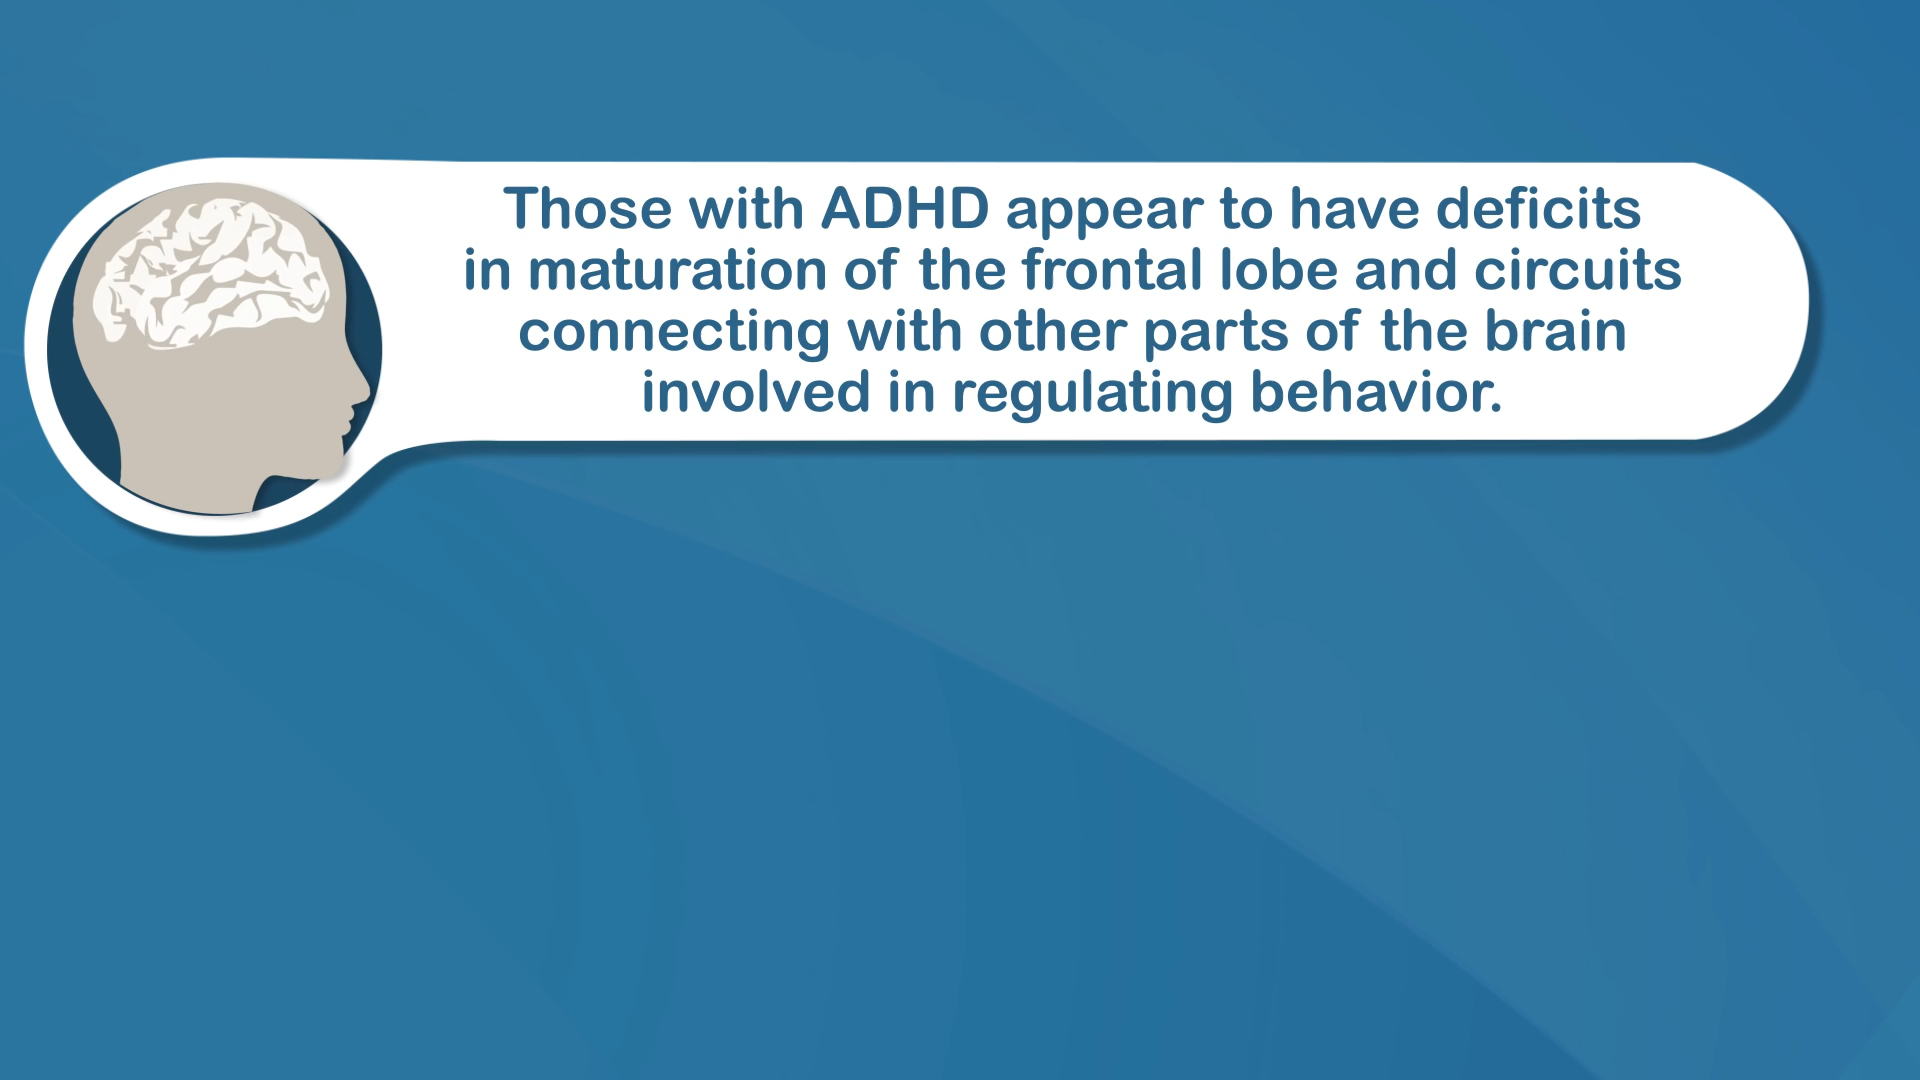 Those with ADHD appear to have deficits
in maturation of the frontal lobe and circuits
connecting with other parts of the brain
involved in regulating behavior.